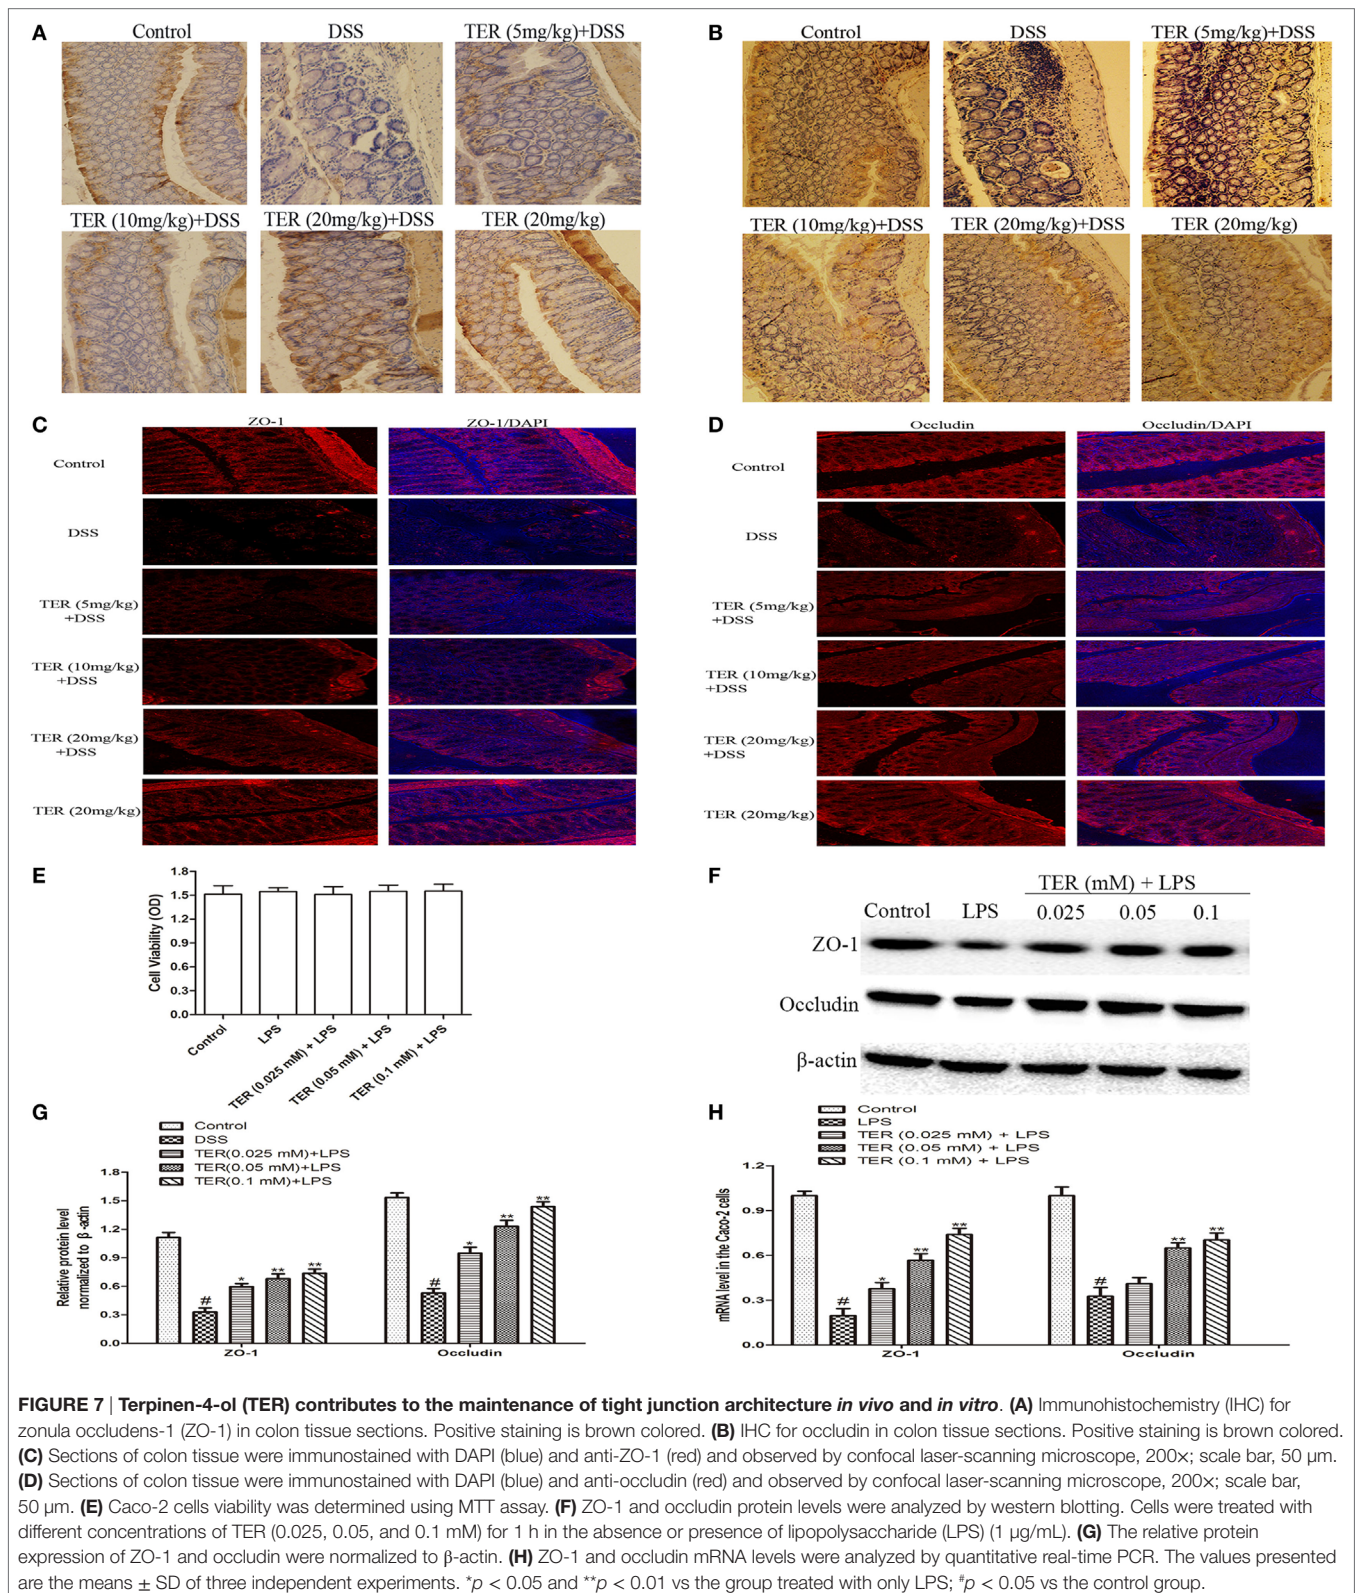 A
Control
DSS
TER (5mg/kg)+DSS
TER (10mg/kg)+DSS
TER (20mg/kg)+DSS
TER (20mg/kg)
B
Control
DSS
TER (5mg/kg)+DSS
TER (10mg/kg)+DSS
TER (20mg/kg)+DSS
TER (20mg/kg)
C
ZO-1
ZO-1/DAPI
Control
DSS
TER (5mg/kg)
+DSS
TER (10mg/kg)
+DSS
TER (20mg/kg)
+DSS
TER (20mg/kg)
D
Occludin
Occludin/DAPI
Control
DSS
TER (5mg/kg)
+DSS
TER (10mg/kg)
+DSS
TER (20mg/kg)
+DSS
TER (20mg/kg)
E
Cell Viability (OD)
1.8
1.5
1.2
0.9
0.6
0.3
0.0
Control
LPS
TER (0.025 mM) + LPS
TER (0.05 mM) + LPS
TER (0.1 mM) + LPS
F
TER (mM) + LPS
Control LPS 0.025 0.05 0.1
ZO-1
Occludin
β-actin
G
Control
DSS
TER(0.025 mM)+LPS
TER(0.05 mM)+LPS
TER(0.1 mM)+LPS
Relative protein level
normalized to β-actin
1.8
1.5
1.2
0.9
0.6
0.3
0.0
# * ** **
# * ** **
ZO-1
Occludin
H
Control
LPS
TER (0.025 mM) + LPS
TER (0.05 mM) + LPS
TER (0.1 mM) + LPS
mRNA level in the Caco-2 cells
1.2
0.9
0.6
0.3
0.0
# * ** **
# ** **
ZO-1
Occludin
FIGURE 7 | Terpinen-4-ol (TER) contributes to the maintenance of tight junction architecture in vivo and in vitro. (A) Immunohistochemistry (IHC) for
zonula occludens-1 (ZO-1) in colon tissue sections. Positive staining is brown colored. (B) IHC for occludin in colon tissue sections. Positive staining is brown colored.
(C) Sections of colon tissue were immunostained with DAPI (blue) and anti-ZO-1 (red) and observed by confocal laser-scanning microscope, 200×; scale bar, 50 μm.
(D) Sections of colon tissue were immunostained with DAPI (blue) and anti-occludin (red) and observed by confocal laser-scanning microscope, 200×; scale bar,
50 μm. (E) Caco-2 cells viability was determined using MTT assay. (F) ZO-1 and occludin protein levels were analyzed by western blotting. Cells were treated with
different concentrations of TER (0.025, 0.05, and 0.1 mM) for 1 h in the absence or presence of lipopolysaccharide (LPS) (1 μg/mL). (G) The relative protein
expression of ZO-1 and occludin were normalized to β-actin. (H) ZO-1 and occludin mRNA levels were analyzed by quantitative real-time PCR. The values presented
are the means ± SD of three independent experiments. *p < 0.05 and **p < 0.01 vs the group treated with only LPS; #p < 0.05 vs the control group.